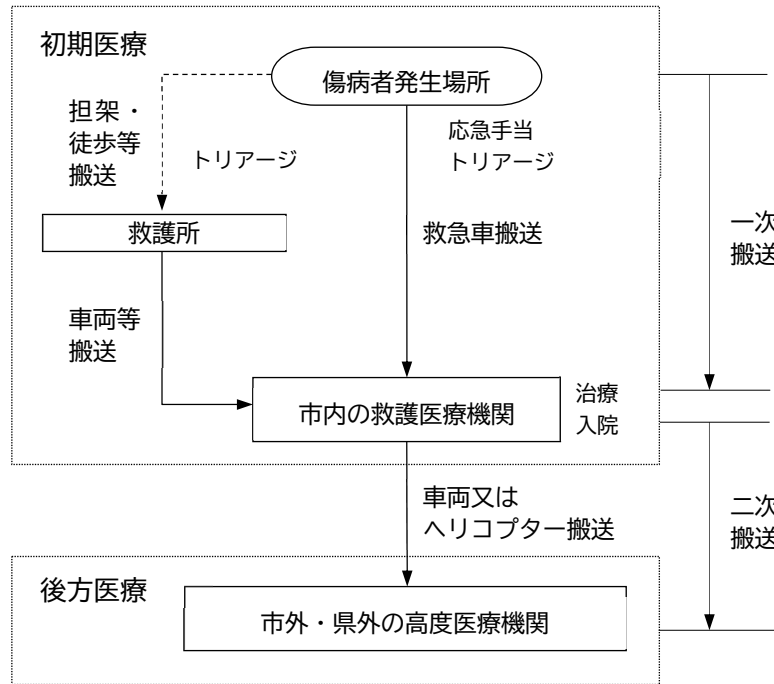 初期医療
傷病者発生場所
担架・
徒歩等
搬送
トリアージ
応急手当
トリアージ
救護所
救急車搬送
一次
搬送
車両等
搬送
市内の救護医療機関
治療
入院
車両又は
ヘリコプター搬送
二次
搬送
後方医療
市外・県外の高度医療機関